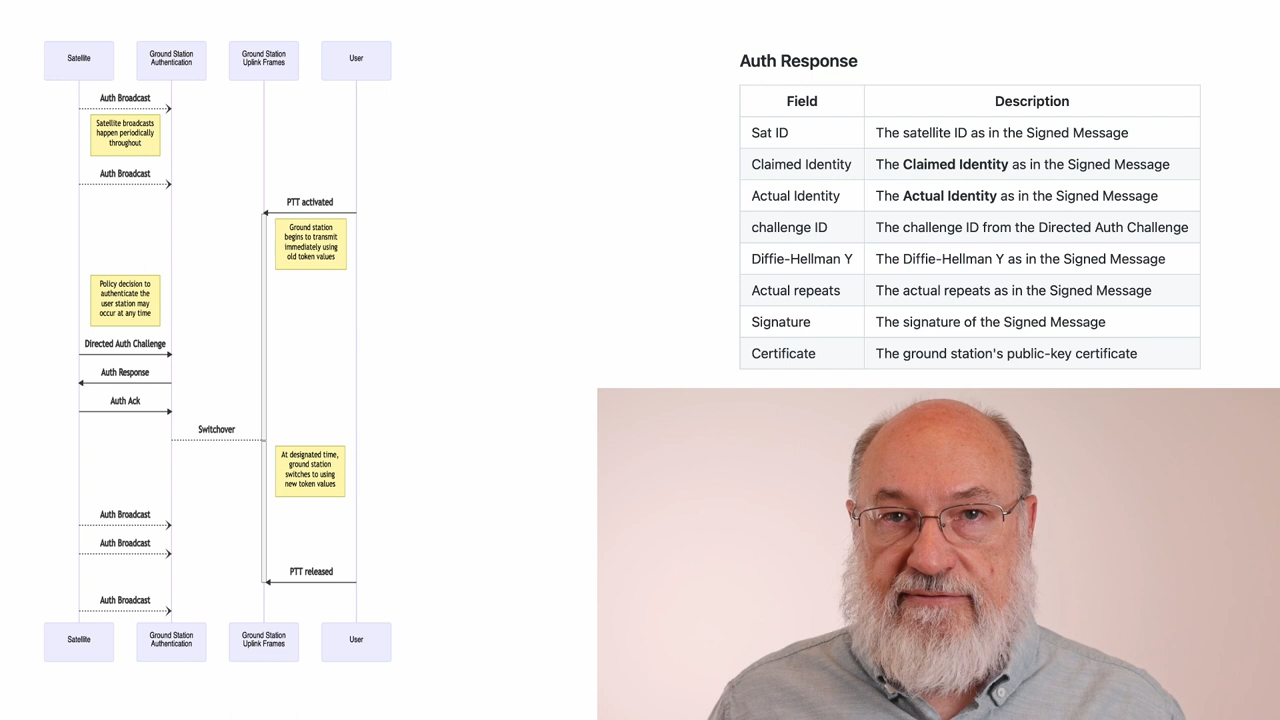 Satellite
Ground Station
Authentication
Ground Station
Uplink Frames
User
Auth Broadcast
Satellite broadcasts
happen periodically
throughout
Auth Broadcast
PTT activated
Ground station
begins to transmit
immediately using
old token values
Policy decision to
authenticate the
user station may
occur at any time
Directed Auth Challenge
Auth Response
Auth Ack
Switchover
At designated time,
ground station
switches to using
new token values
Auth Broadcast
Auth Broadcast
PTT released
Auth Broadcast
Satellite
Ground Station
Authentication
Ground Station
Uplink Frames
User
Auth Response
Field Description
Sat ID The satellite ID as in the Signed Message
Claimed Identity The Claimed Identity as in the Signed Message
Actual Identity The Actual Identity as in the Signed Message
challenge ID The challenge ID from the Directed Auth Challenge
Diffie-Hellman Y The Diffie-Hellman Y as in the Signed Message
Actual repeats The actual repeats as in the Signed Message
Signature The signature of the Signed Message
Certificate The ground station's public-key certificate